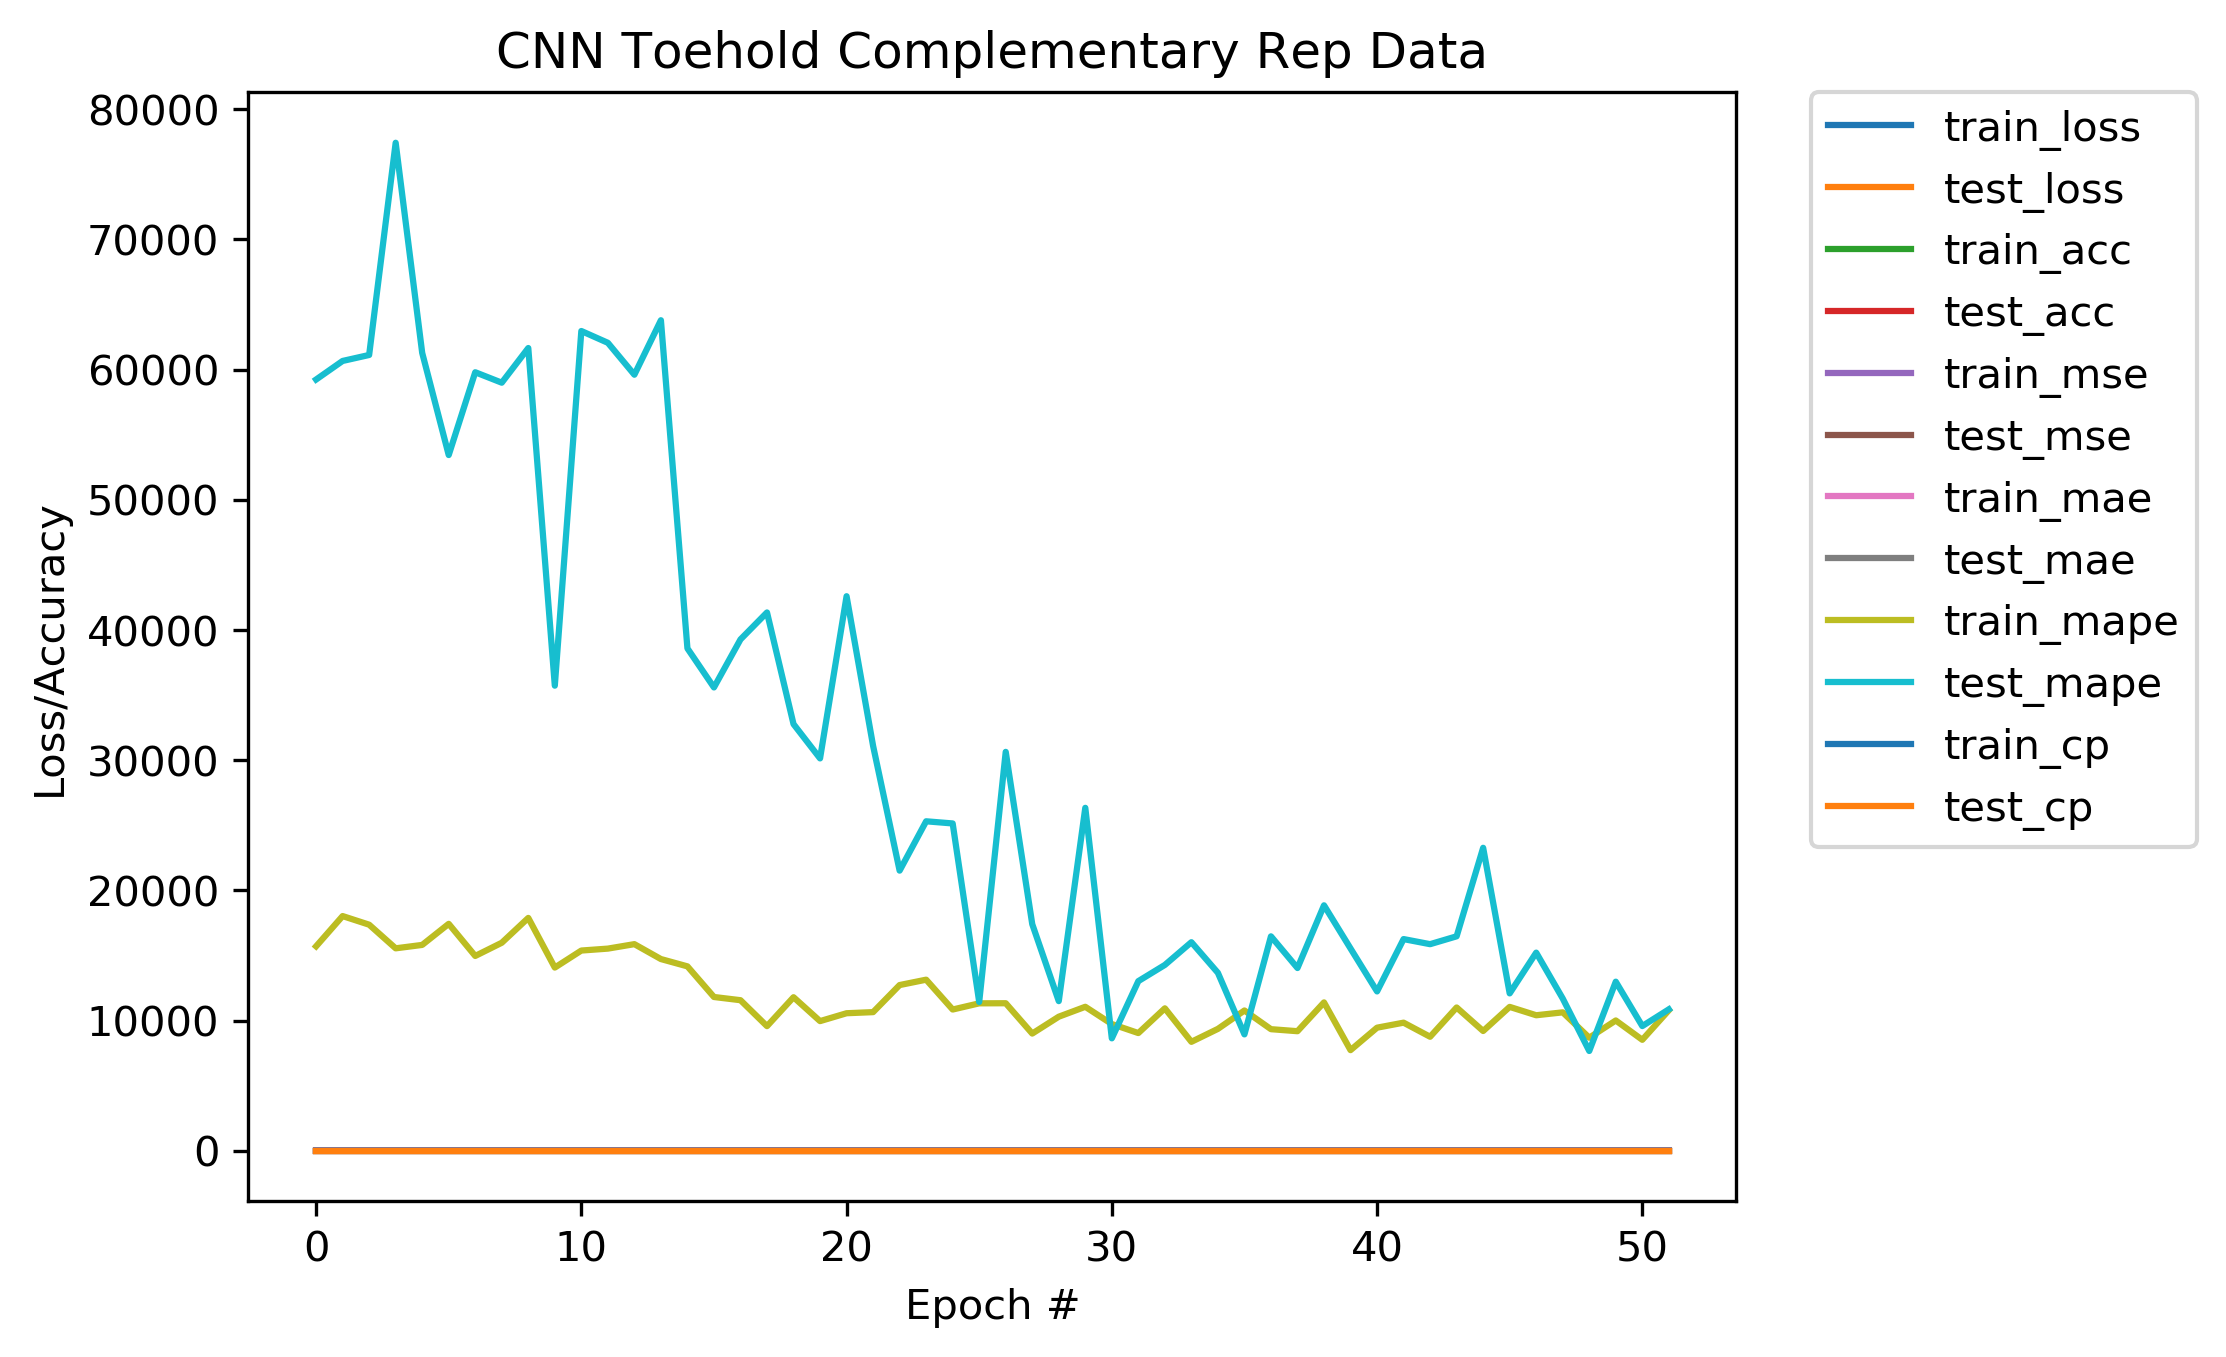 CNN Toehold Complementary Rep Data
80000
70000
60000
50000
40000
30000
20000
10000
0
Loss/Accuracy
0 10 20 30 40 50
Epoch #
train_loss
test_loss
train_acc
test_acc
train_mse
test_mse
train_mae
test_mae
train_mape
test_mape
train_cp
test_cp